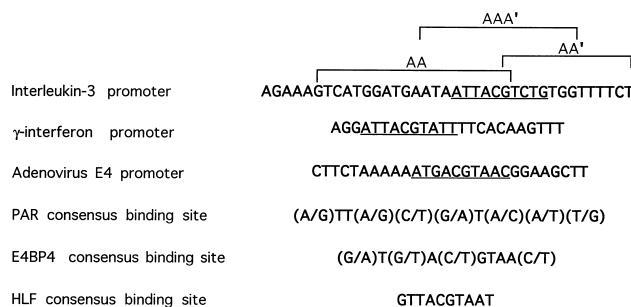 AAA'
AA AA'
Interleukin-3 promoter AGAAAGTCATGGATGAATAATTACGTCTGTGGTTTTCT
γ-interferon promoter AGGATTACGTATTTTCACAAGTTT
Adenovirus E4 promoter CTTCTAAAAAATGACGTAACGGAAGCTT
PAR consensus binding site (A/G)TT(A/G)(C/T)(G/A)T(A/C)(A/T)(T/G)
E4BP4 consensus binding site (G/A)T(G/T)A(C/T)GTAA(C/T)
HLF consensus binding site GTTACGTAAT